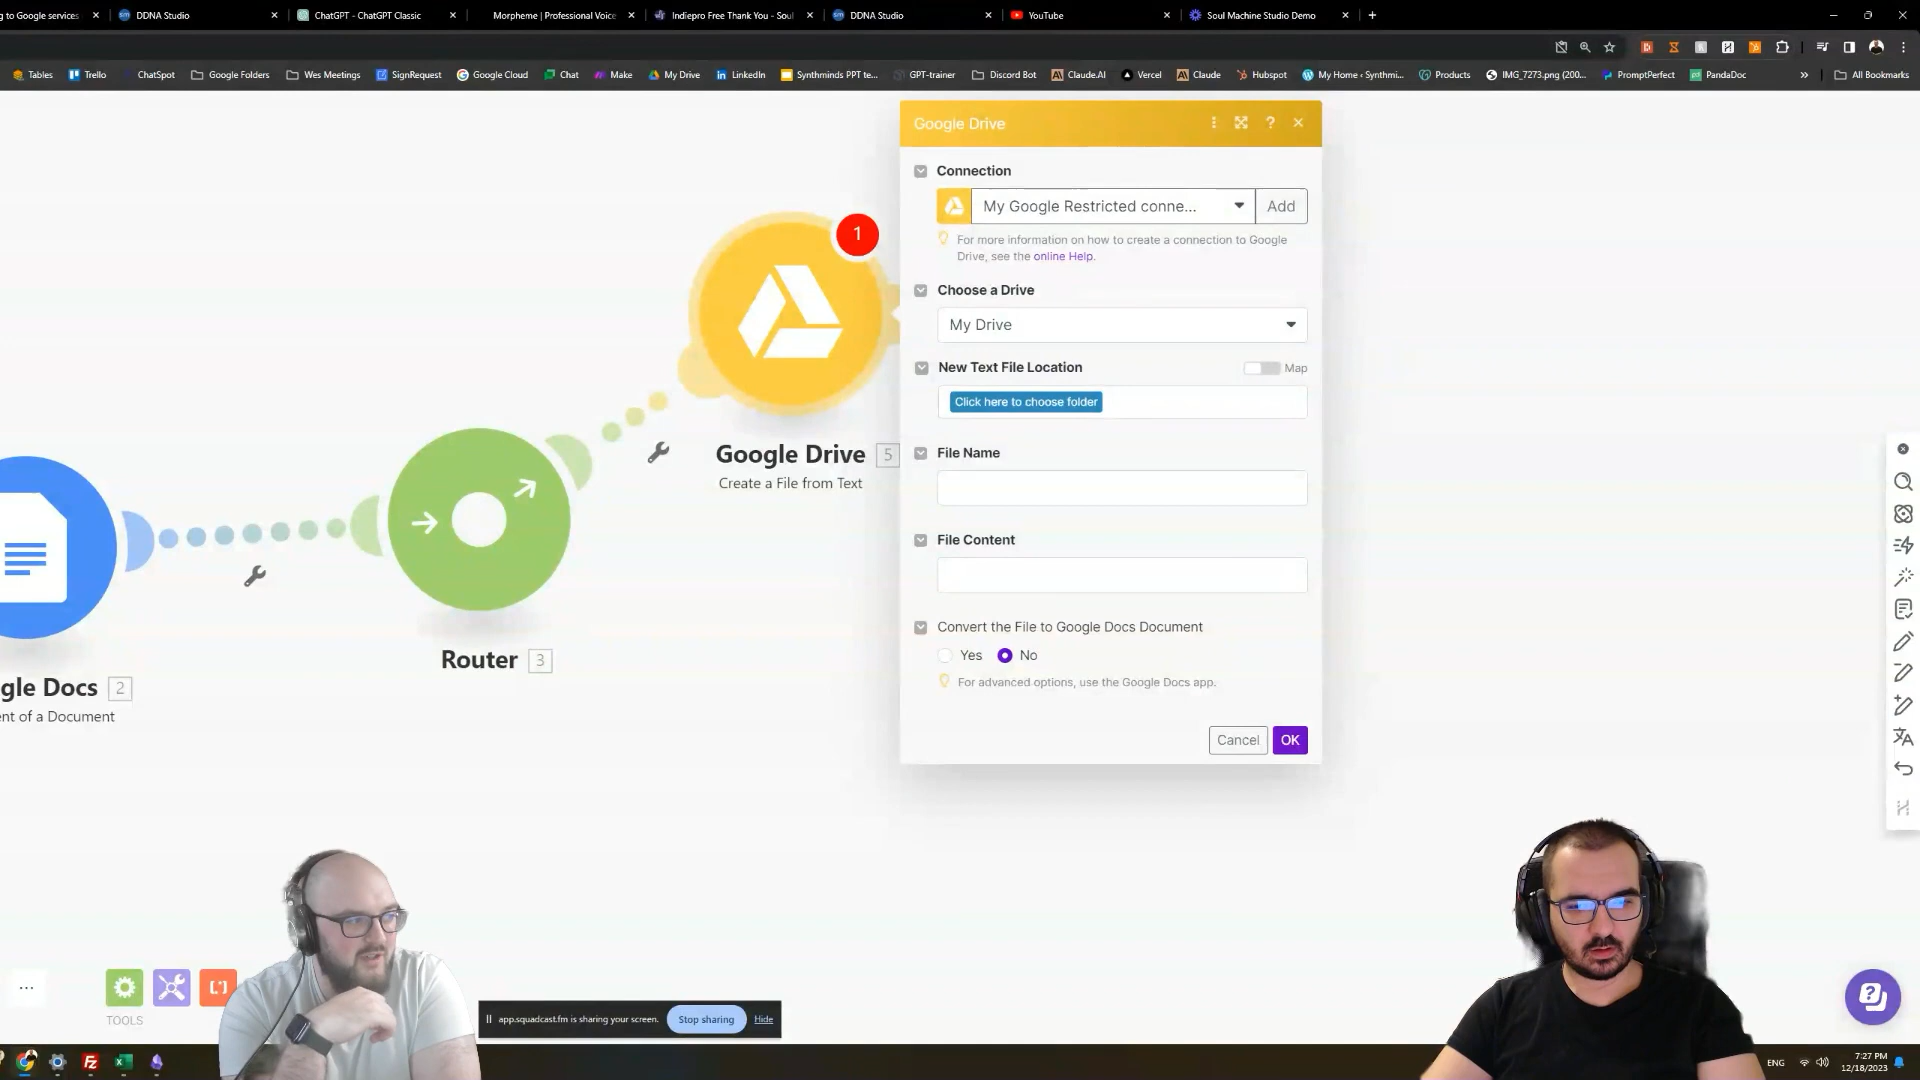 g to Google services
DDNA Studio
ChatGPT - ChatGPT Classic
Morpheme | Professional Voice
Indiepro Free Thank You - Soul
DDNA Studio
YouTube
Soul Machine Studio Demo
Tables
Trello
ChatSpot
Google Folders
Wes Meetings
SignRequest
Google Cloud
Chat
Make
My Drive
LinkedIn
Synthminds PPT te...
GPT-trainer
Discord Bot
Claude.AI
Vercel
Claude
Hubspot
My Home ‹ Synthmi...
Products
IMG_7273.png (200...
PromptPerfect
PandaDoc
»
All Bookmarks
Google Drive
Connection
My Google Restricted conne...
Add
For more information on how to create a connection to Google
Drive, see the online Help.
Choose a Drive
My Drive
New Text File Location
Map
Click here to choose folder
File Name
File Content
Convert the File to Google Docs Document
Yes
No
For advanced options, use the Google Docs app.
Cancel
OK
1
Google Drive 5
Create a File from Text
Router 3
gle Docs 2
ent of a Document
TOOLS
app.squadcast.fm is sharing your screen.
Stop sharing
Hide
ENG
7:27 PM
12/18/2023